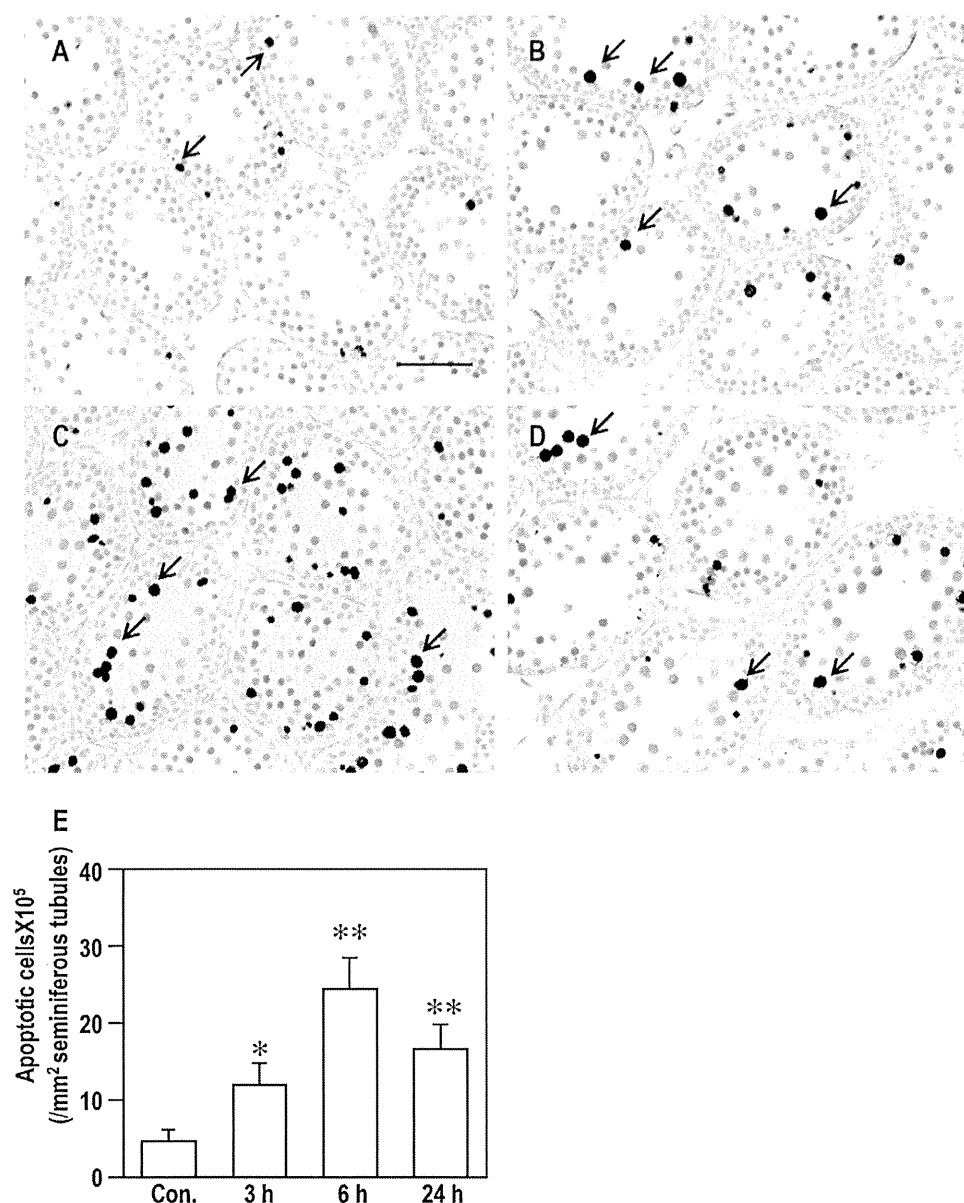 A
B
C
D
E
Apoptotic cellsX10⁵
(/mm² seminiferous tubules)
40
30
20
10
0
*
**
**
Con. 3 h 6 h 24 h